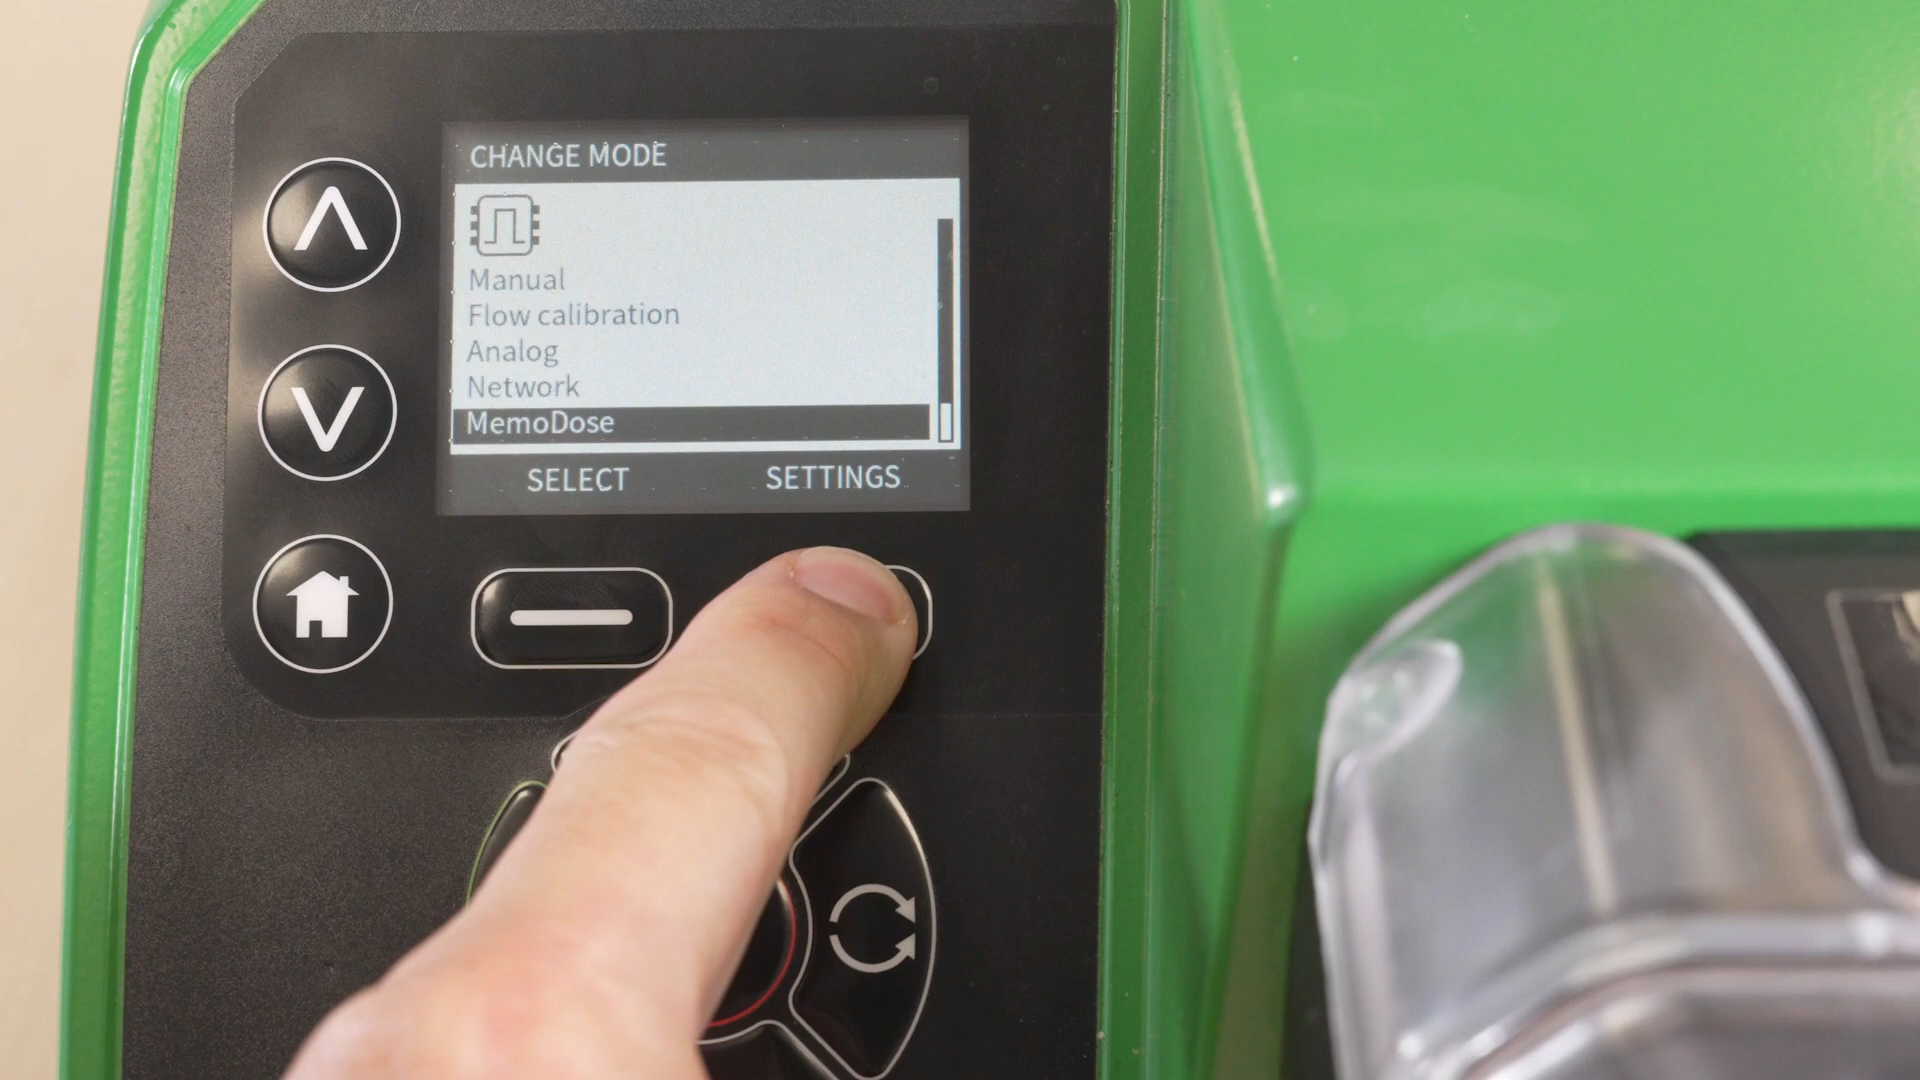 CHANGE MODE
Manual
Flow calibration
Analog
Network
MemoDose
SELECT SETTINGS